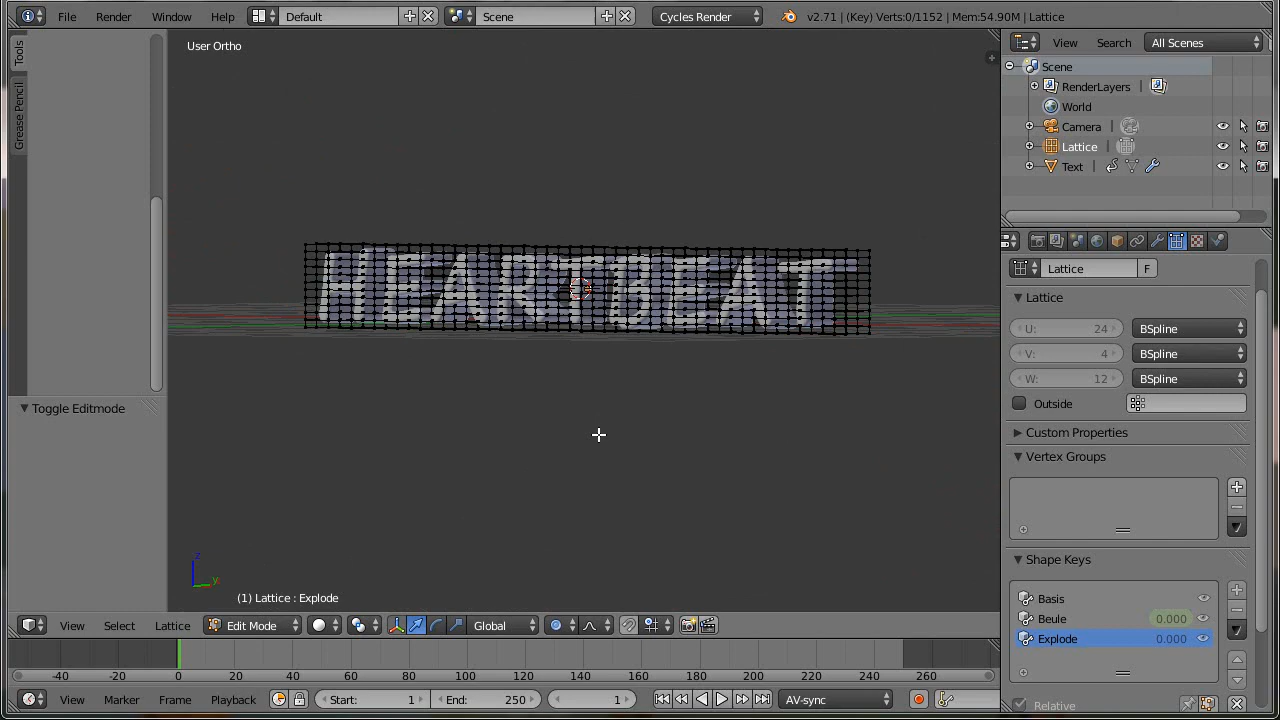 File Render Window Help Default Scene Cycles Render v2.71 | (Key) Verts:0/1152 | Mem:54.90M | Lattice
Tools
Grease Pencil
Toggle Editmode
User Ortho
HEARTBEAT
z
y
(1) Lattice : Explode
View Select Lattice Edit Mode Global
-40 -20 0 20 40 60 80 100 120 140 160 180 200 220 240 260
View Marker Frame Playback Start: 1 End: 250 1 AV-sync
View Search All Scenes
Scene
RenderLayers |
World
Camera |
Lattice |
Text |
Lattice F
Lattice
U: 24 BSpline
V: 4 BSpline
W: 12 BSpline
Outside
Custom Properties
Vertex Groups
Shape Keys
Basis
Beule 0.000
Explode 0.000
Relative